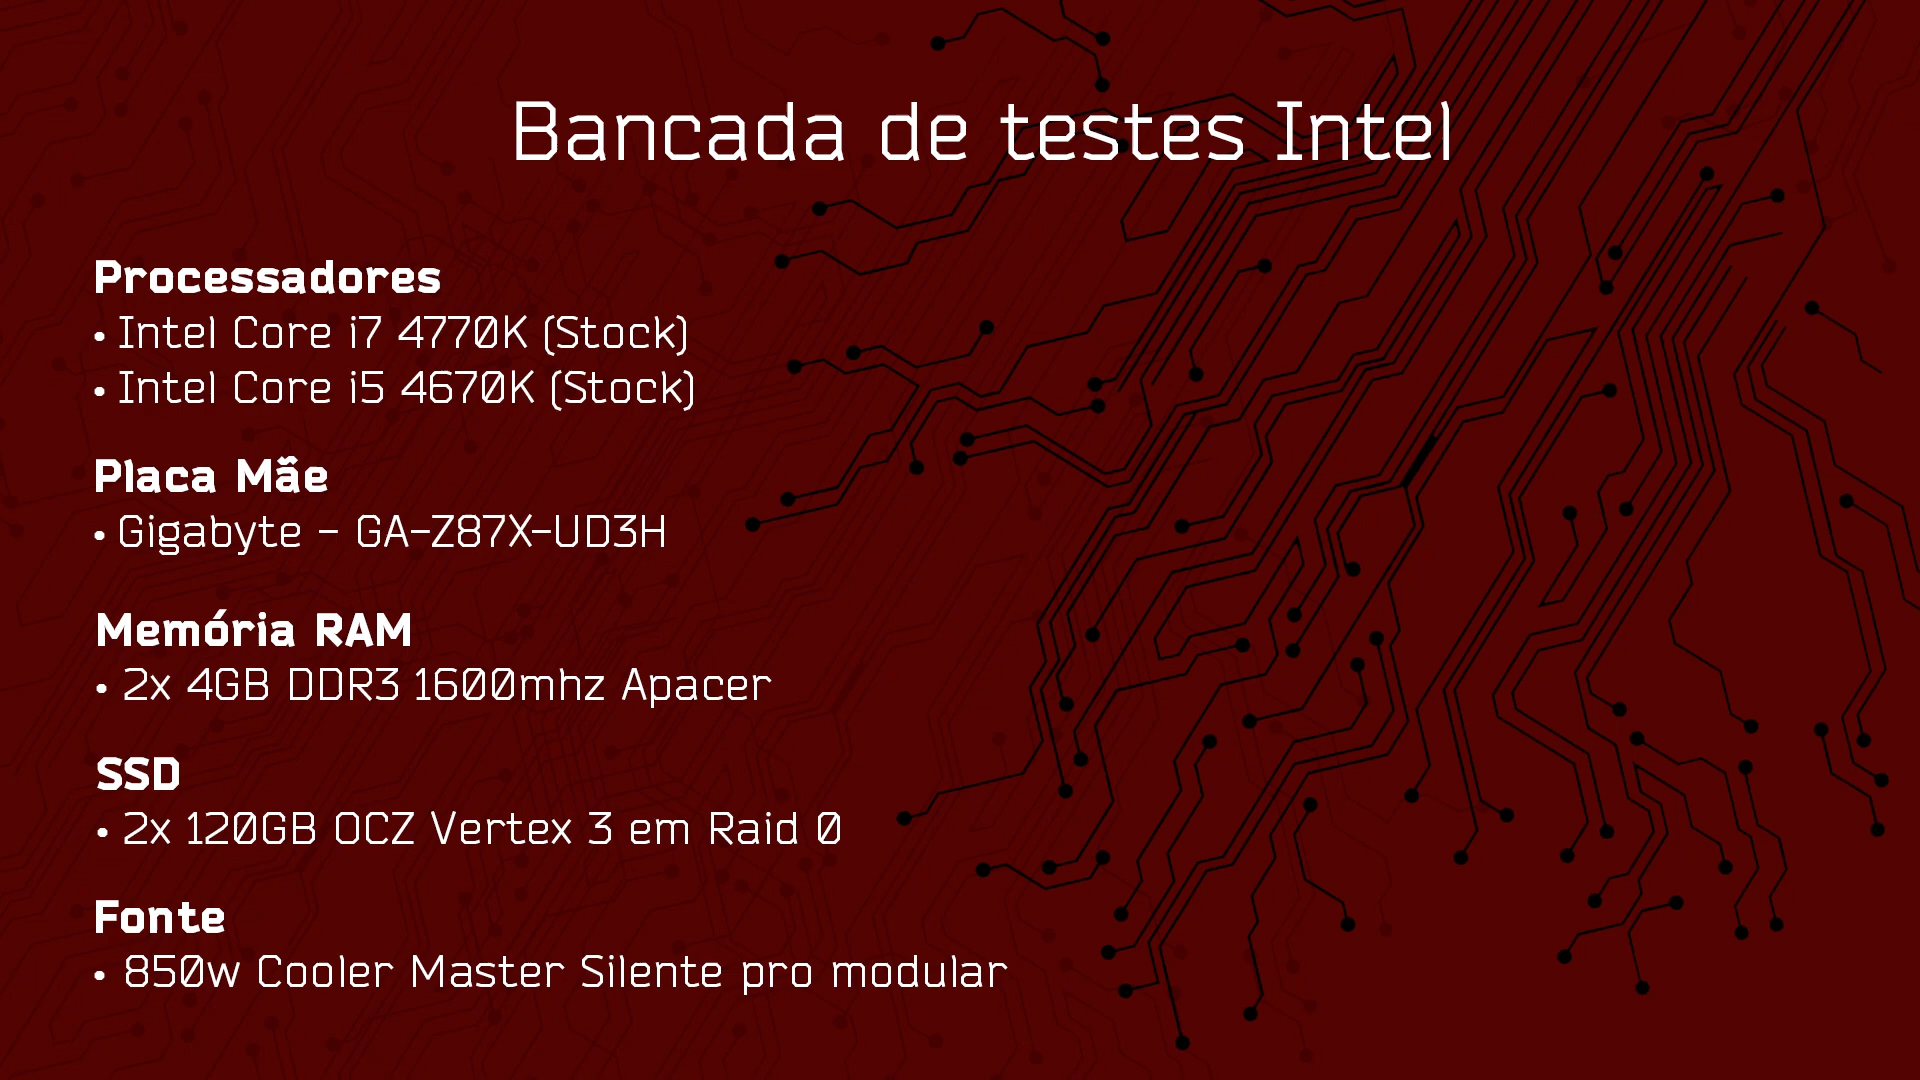 Bancada de testes Intel
Processadores
• Intel Core i7 4770K (Stock)
• Intel Core i5 4670K (Stock)
Placa Mãe
• Gigabyte - GA-Z87X-UD3H
Memória RAM
• 2x 4GB DDR3 1600mhz Apacer
SSD
• 2x 120GB OCZ Vertex 3 em Raid 0
Fonte
• 850w Cooler Master Silente pro modular